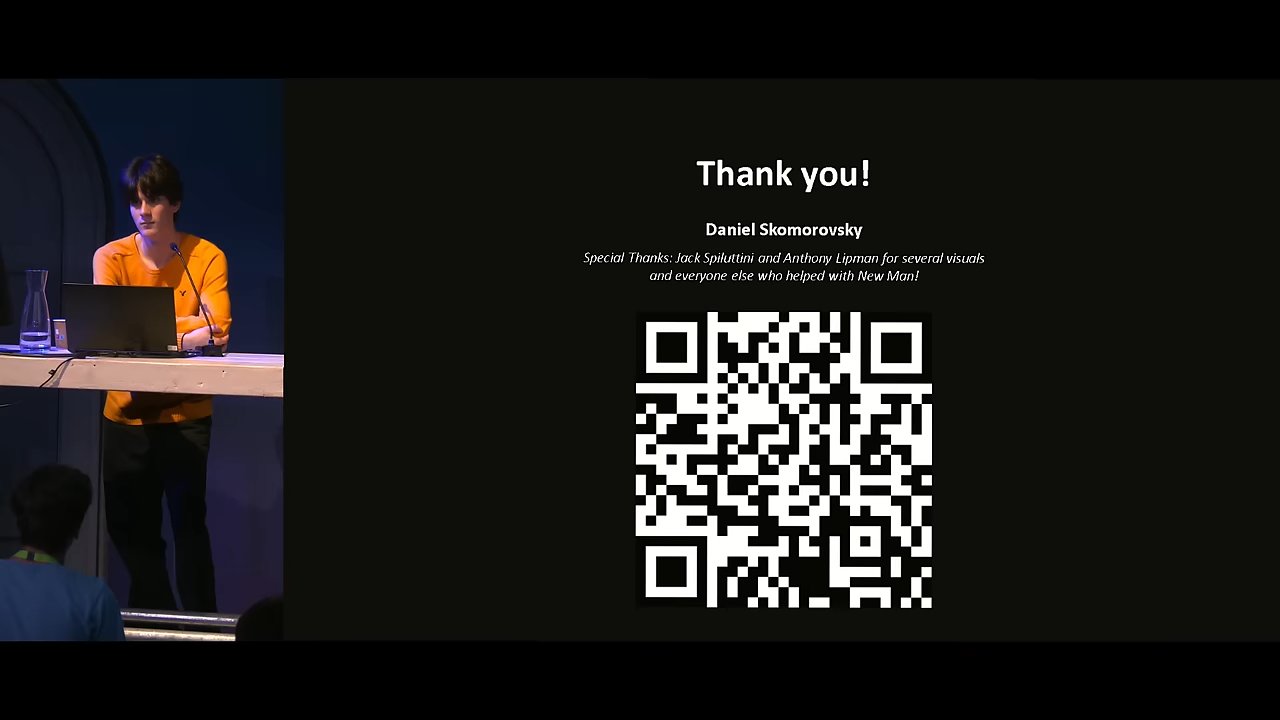 Thank you!
Daniel Skomorovsky
Special Thanks: Jack Spiluttini and Anthony Lipman for several visuals
and everyone else who helped with New Man!